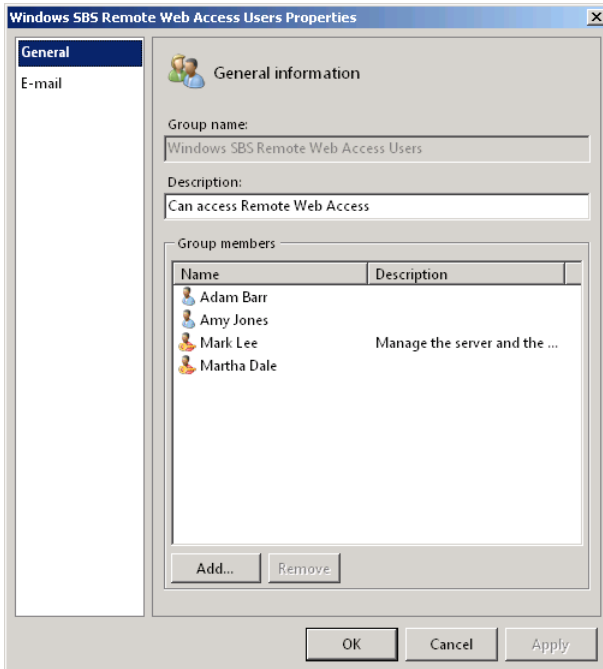 Windows SBS Remote Web Access Users Properties
General
E-mail
General information
Group name:
Windows SBS Remote Web Access Users
Description:
Can access Remote Web Access
Group members
Name Description
Adam Barr
Amy Jones
Mark Lee Manage the server and the ...
Martha Dale
Add... Remove
OK Cancel Apply